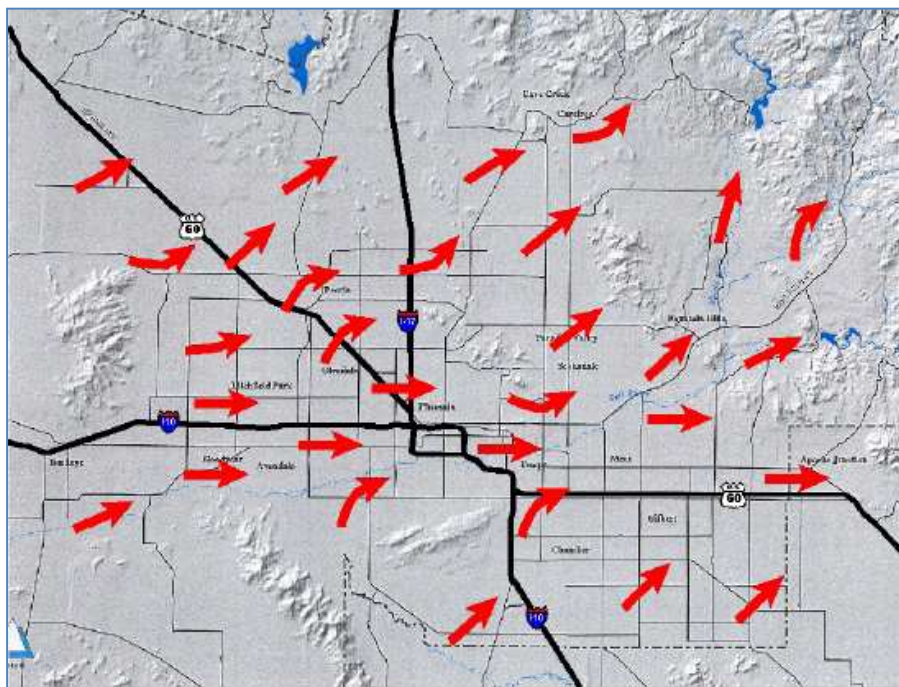 Cave Creek
Carefree
60
Peoria
I-17
Fountain Hills
Paradise Valley
Scottsdale
Glendale
Litchfield Park
Phoenix
I-10
Buckeye
Goodyear
Avondale
Tempe
Mesa
Apache Junction
60
Gilbert
Chandler
I-10